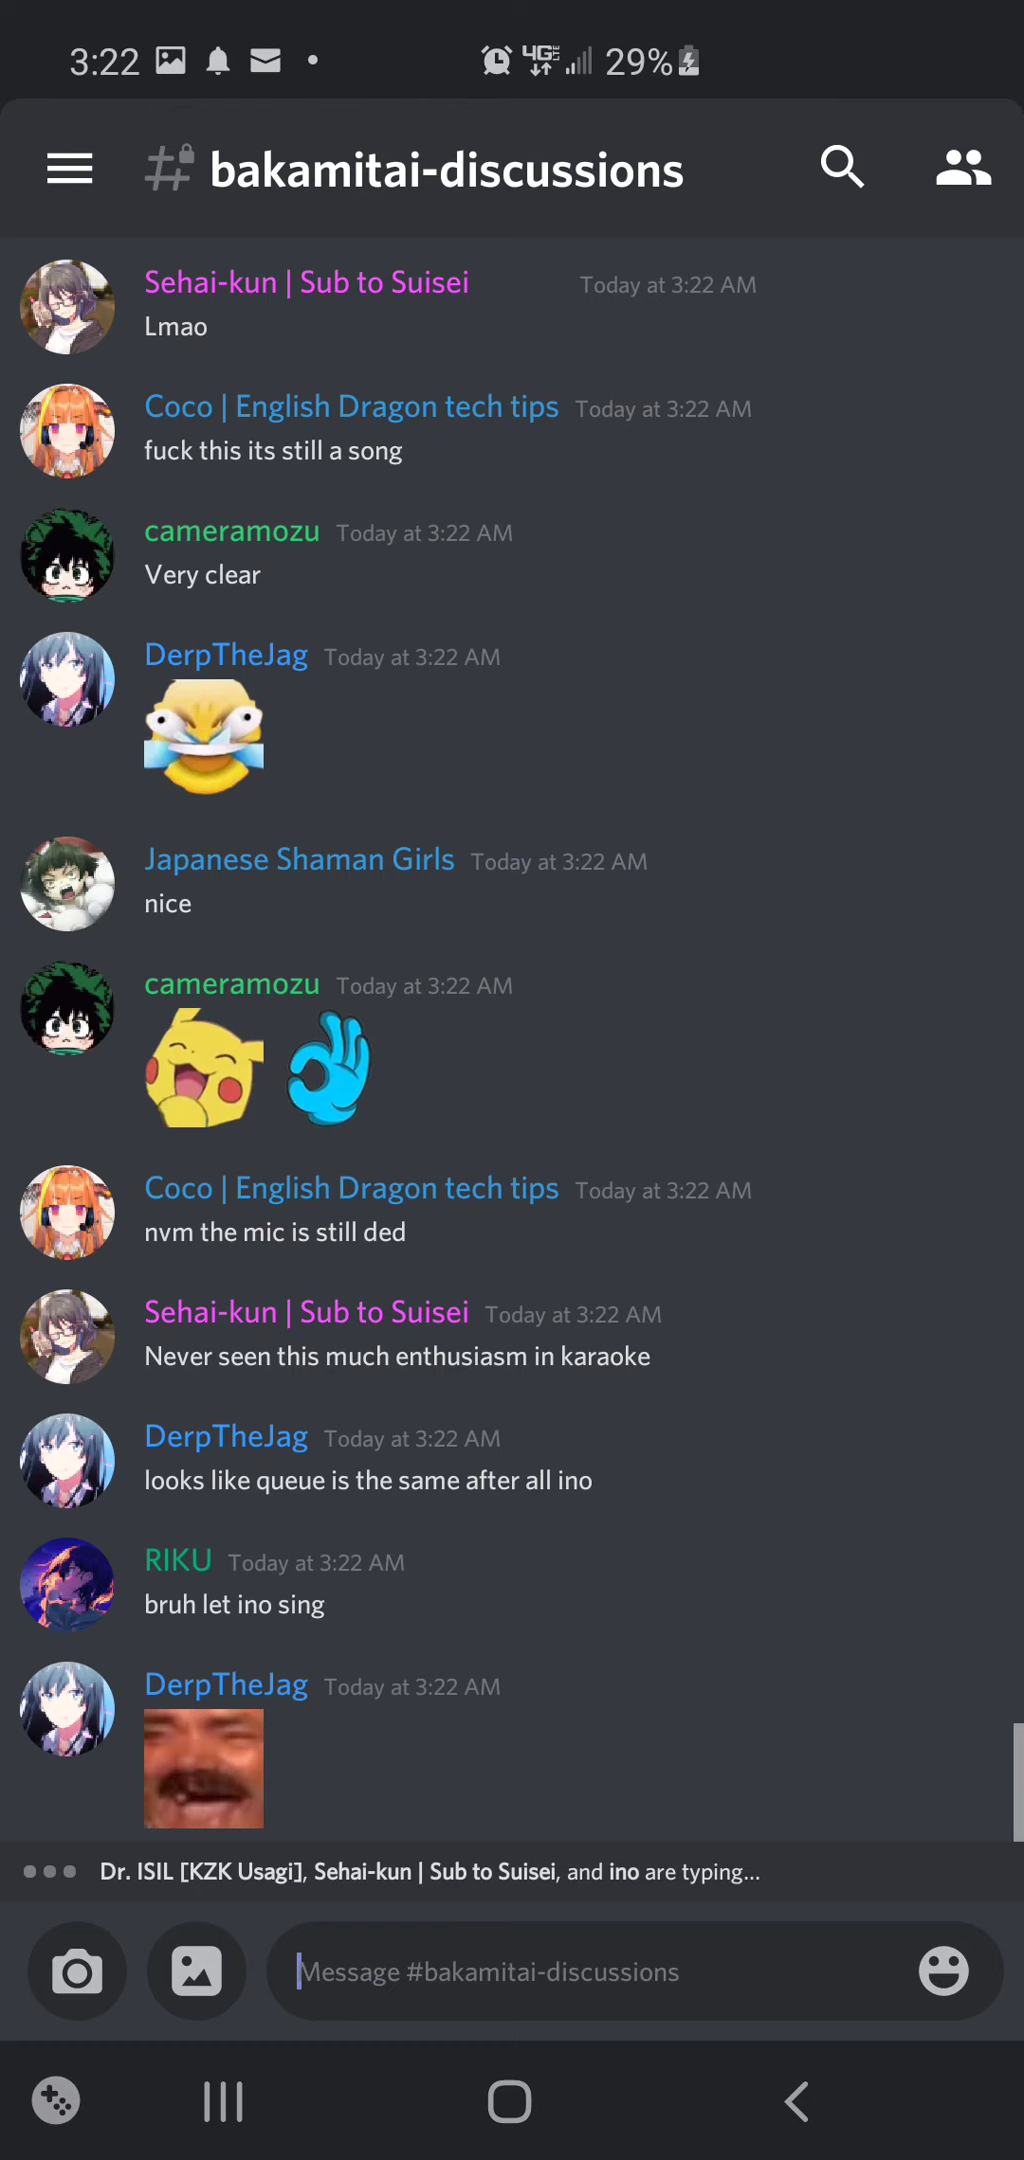 3:22 4G LTE 29%
bakamitai-discussions
Sehai-kun | Sub to Suisei Today at 3:22 AM
Lmao
Coco | English Dragon tech tips Today at 3:22 AM
fuck this its still a song
cameramozu Today at 3:22 AM
Very clear
DerpTheJag Today at 3:22 AM
Japanese Shaman Girls Today at 3:22 AM
nice
cameramozu Today at 3:22 AM
Coco | English Dragon tech tips Today at 3:22 AM
nvm the mic is still ded
Sehai-kun | Sub to Suisei Today at 3:22 AM
Never seen this much enthusiasm in karaoke
DerpTheJag Today at 3:22 AM
looks like queue is the same after all ino
RIKU Today at 3:22 AM
bruh let ino sing
DerpTheJag Today at 3:22 AM
Dr. ISIL [KZK Usagi], Sehai-kun | Sub to Suisei, and ino are typing...
Message #bakamitai-discussions